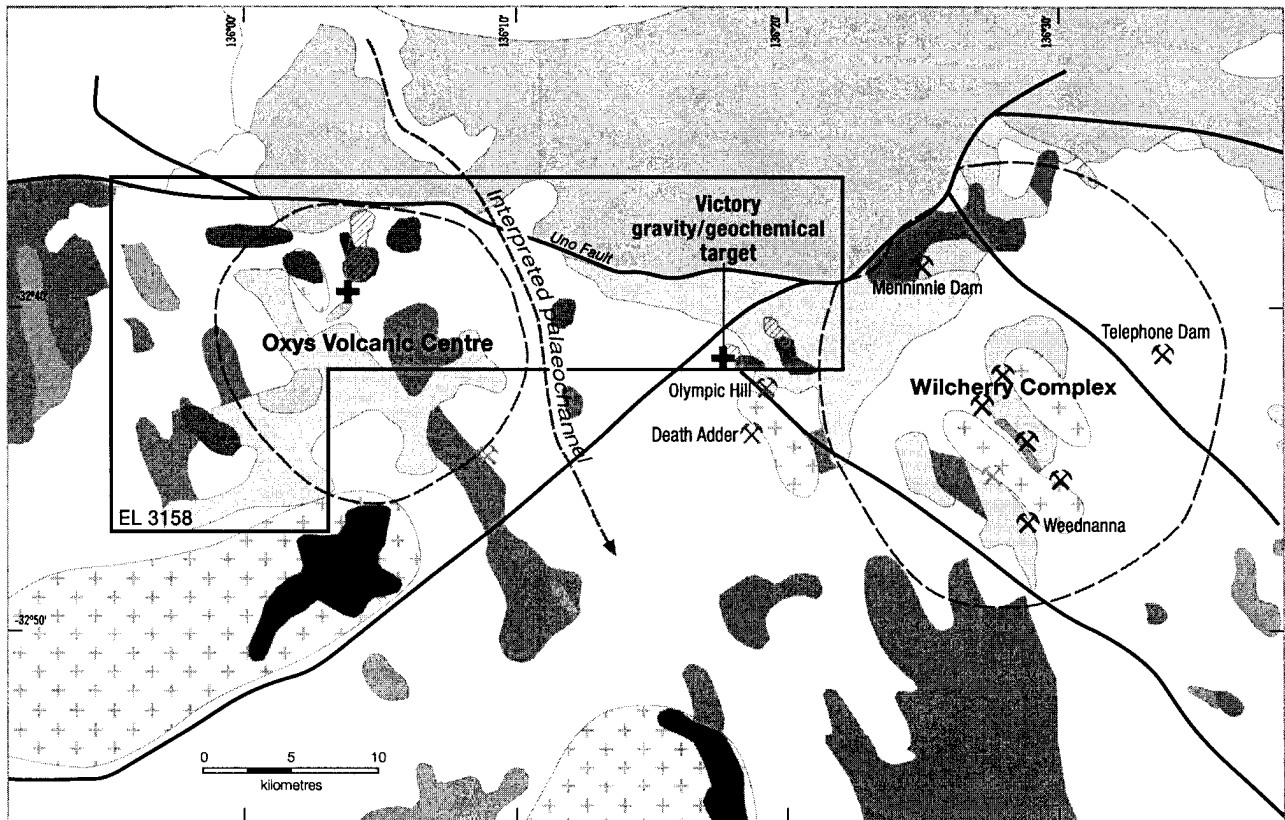 136°00'
136°10'
136°20'
136°30'
Victory
gravity/geochemical
target
Interpreted palaeochannel
Uno Fault
-32°40'
Menninnie Dam
Oxys Volcanic Centre
Telephone Dam
Olympic Hill
Wilcherry Complex
Death Adder
EL 3158
Weednanna
-32°50'
0 5 10
kilometres